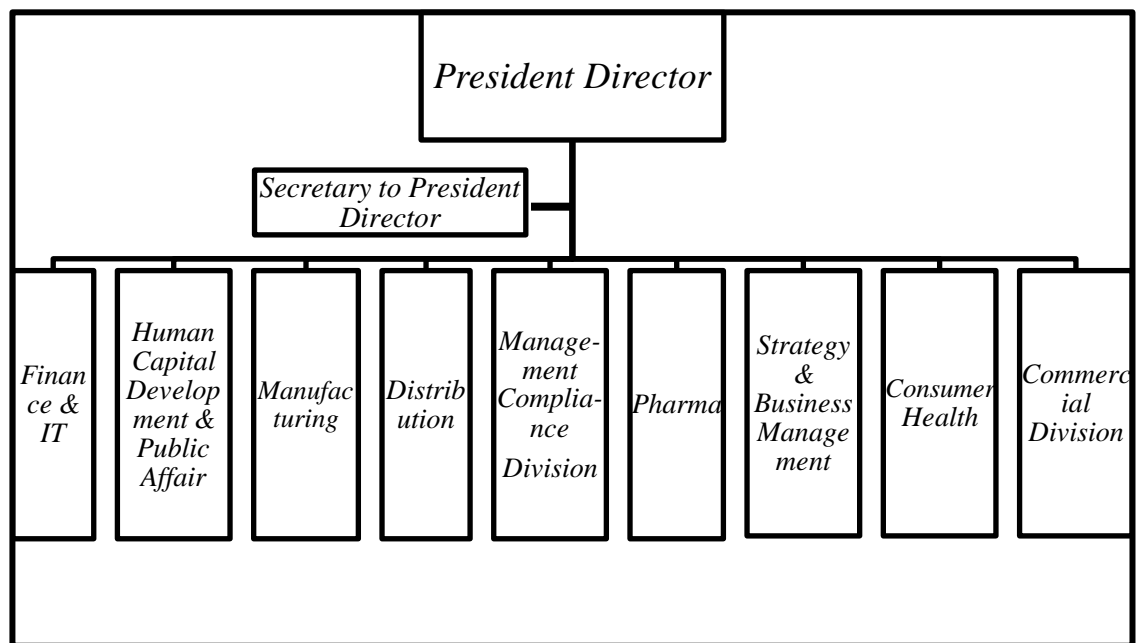 President Director
Secretary to President
Director
Finan
ce &
IT
Human
Capital
Develop
ment &
Public
Affair
Manufac
turing
Distrib
ution
Manage-
ment
Complia-
nce
Division
Pharma
Strategy
&
Business
Manage
ment
Consumer
Health
Commerc
ial
Division